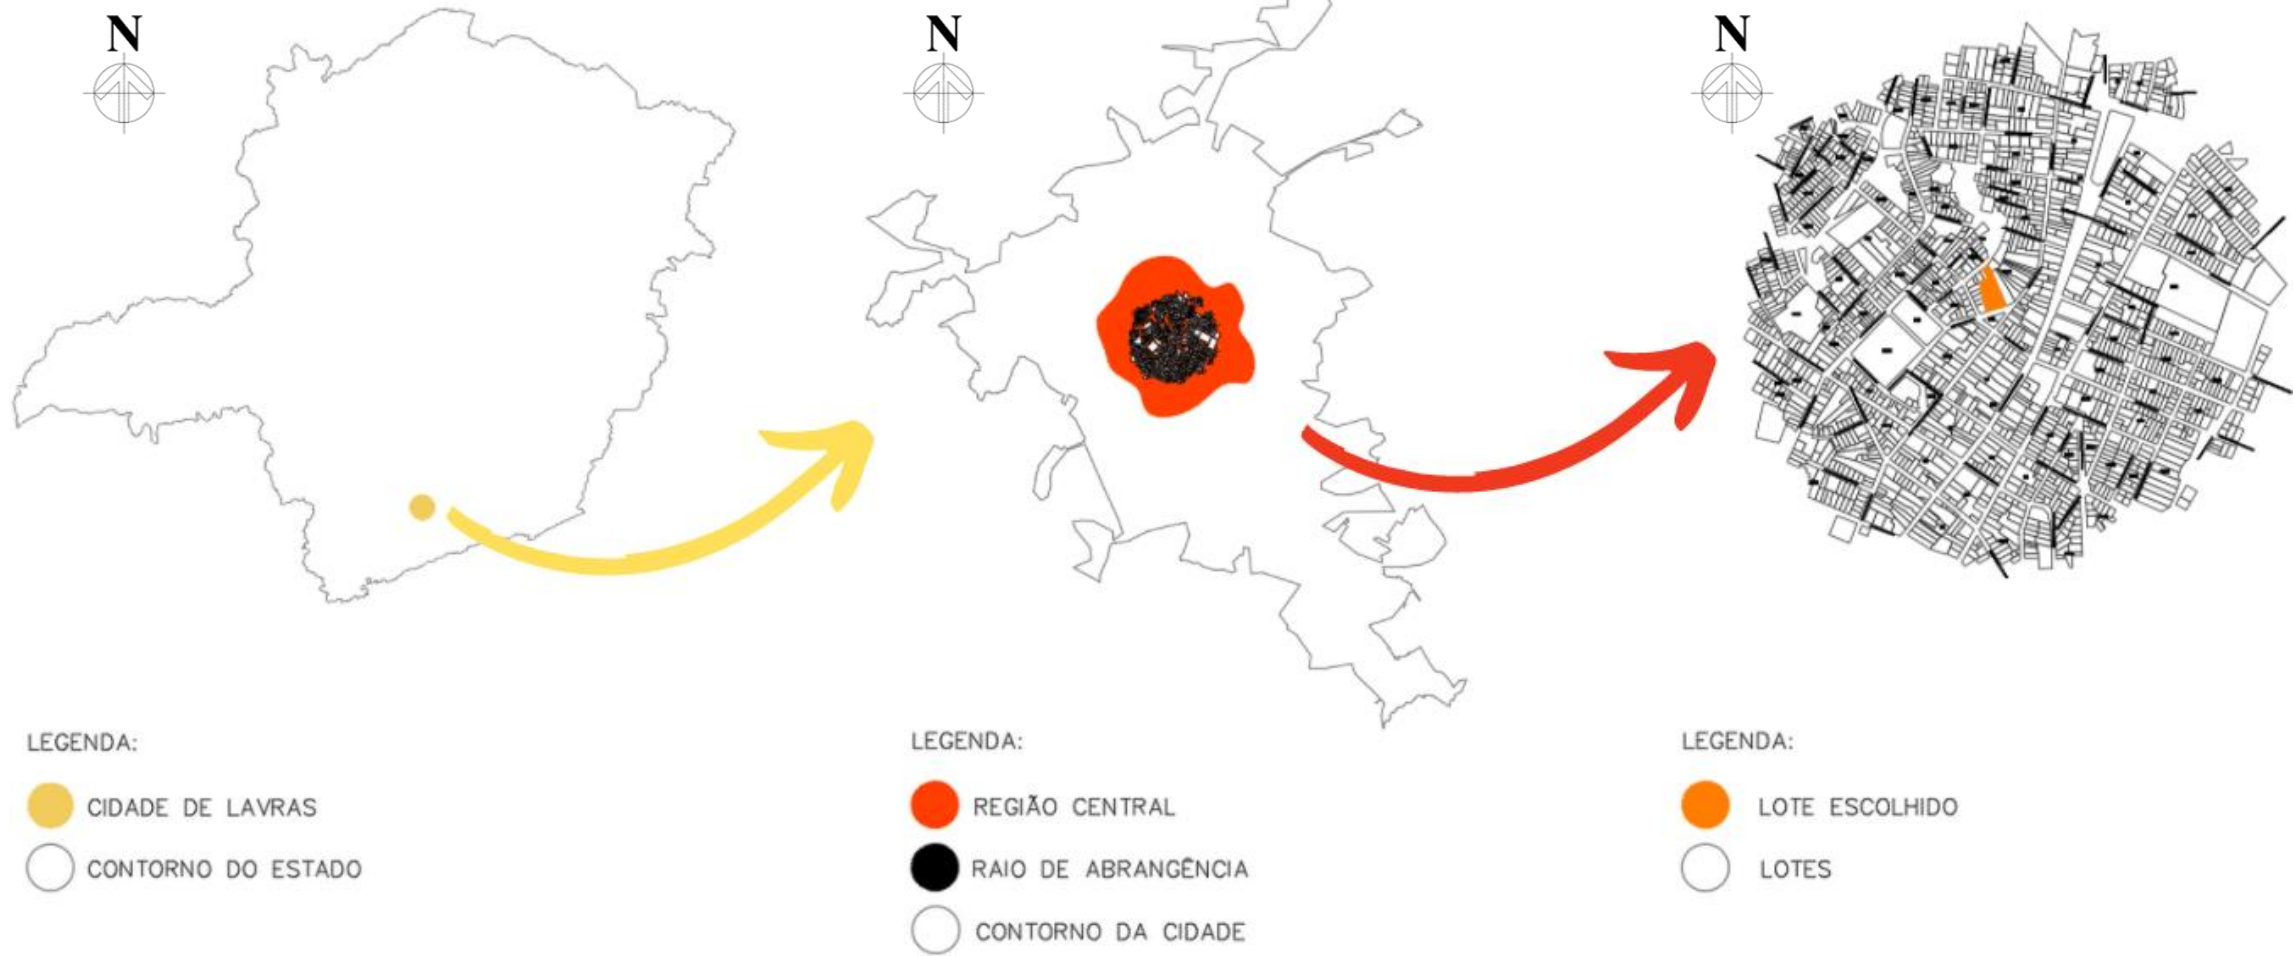 N
N
N
LEGENDA:
CIDADE DE LAVRAS
CONTORNO DO ESTADO
LEGENDA:
REGIÃO CENTRAL
RAIO DE ABRANGÊNCIA
CONTORNO DA CIDADE
LEGENDA:
LOTE ESCOLHIDO
LOTES